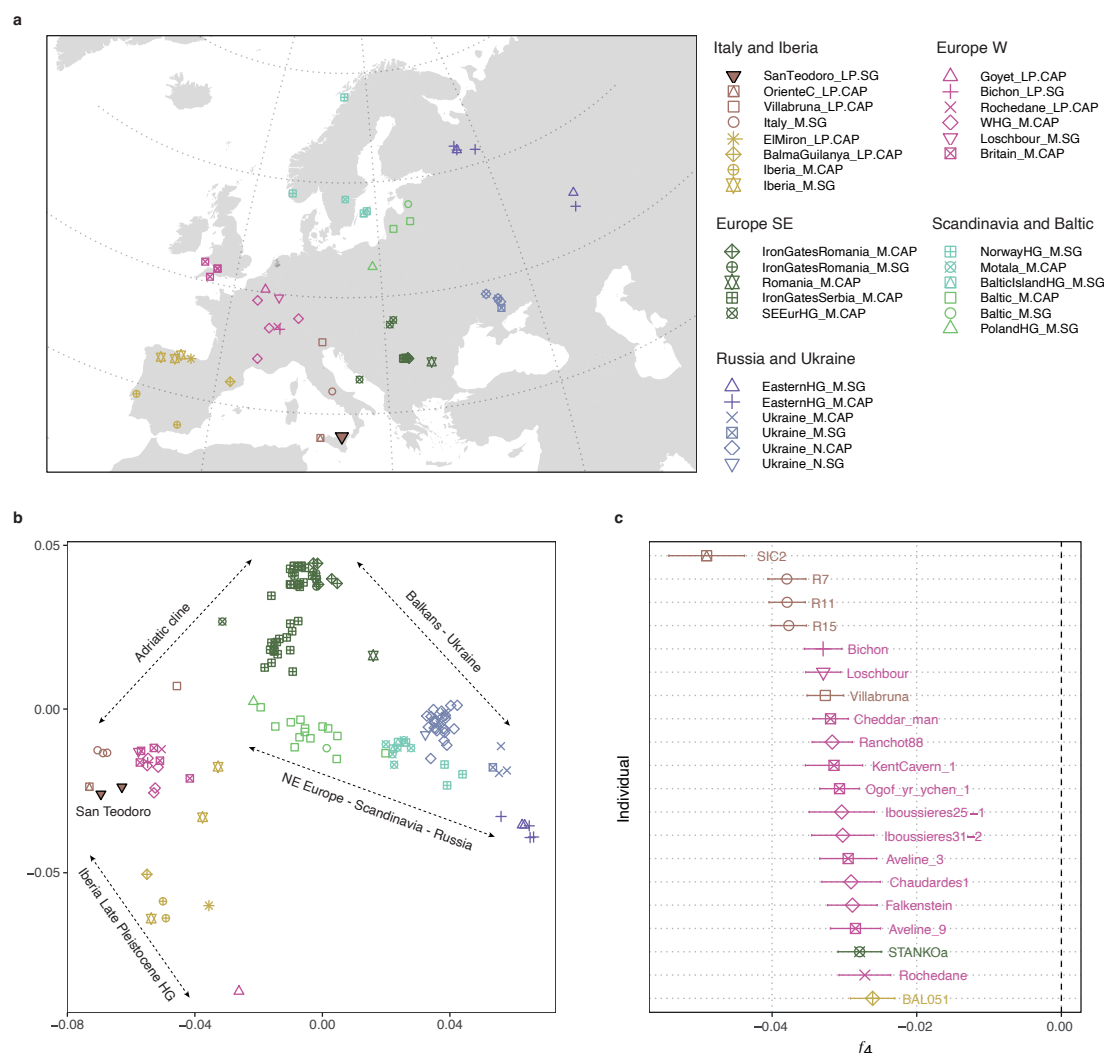 a
Italy and Iberia
SanTeodoro_LP.SG
OrienteC_LP.CAP
Villabruna_LP.CAP
Italy_M.SG
ElMiron_LP.CAP
BalmaGuilanya_LP.CAP
Iberia_M.CAP
Iberia_M.SG
Europe W
Goyet_LP.CAP
Bichon_LP.SG
Rochedane_LP.CAP
WHG_M.CAP
Loschbour_M.SG
Britain_M.CAP
Europe SE
IronGatesRomania_M.CAP
IronGatesRomania_M.SG
Romania_M.CAP
IronGatesSerbia_M.CAP
SEEurHG_M.CAP
Scandinavia and Baltic
NorwayHG_M.SG
Motala_M.CAP
BalticIslandHG_M.SG
Baltic_M.CAP
Baltic_M.SG
PolandHG_M.SG
Russia and Ukraine
EasternHG_M.SG
EasternHG_M.CAP
Ukraine_M.CAP
Ukraine_M.SG
Ukraine_N.CAP
Ukraine_N.SG
b
0.05
0.00
−0.05
Adriatic cline
Balkans - Ukraine
NE Europe - Scandinavia - Russia
San Teodoro
Iberia Late Pleistocene HG
−0.08
−0.04
0.00
0.04
c
Individual
SIC2
R7
R11
R15
Bichon
Loschbour
Villabruna
Cheddar_man
Ranchot88
KentCavern_1
Ogof_yr_ychen_1
Iboussieres25−1
Iboussieres31−2
Aveline_3
Chaudardes1
Falkenstein
Aveline_9
STANKOa
Rochedane
BAL051
−0.04
−0.02
0.00
f4